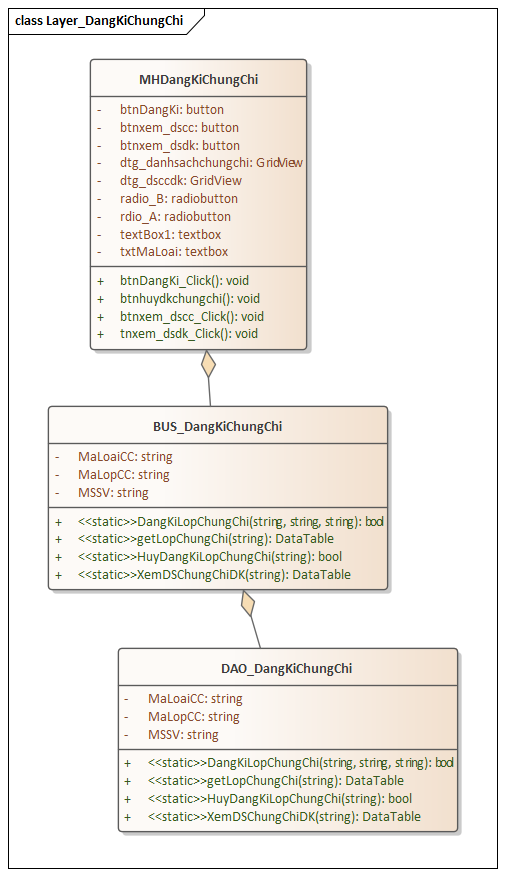 class Layer_DangKiChungChi
MHDangKiChungChi
- btnDangKi: button
- btnxem_dscc: button
- btnxem_dsdk: button
- dtg_danhsachchungchi: GridView
- dtg_dsccdk: GridView
- radio_B: radiobutton
- rdio_A: radiobutton
- textBox1: textbox
- txtMaLoai: textbox
+ btnDangKi_Click(): void
+ btnhuydkchungchi(): void
+ btnxem_dscc_Click(): void
+ tnxem_dsdk_Click(): void
BUS_DangKiChungChi
- MaLoaiCC: string
- MaLopCC: string
- MSSV: string
+ <<static>>DangKiLopChungChi(string, string, string): bool
+ <<static>>getLopChungChi(string): DataTable
+ <<static>>HuyDangKiLopChungChi(string): bool
+ <<static>>XemDSChungChiDK(string): DataTable
DAO_DangKiChungChi
- MaLoaiCC: string
- MaLopCC: string
- MSSV: string
+ <<static>>DangKiLopChungChi(string, string, string): bool
+ <<static>>getLopChungChi(string): DataTable
+ <<static>>HuyDangKiLopChungChi(string): bool
+ <<static>>XemDSChungChiDK(string): DataTable